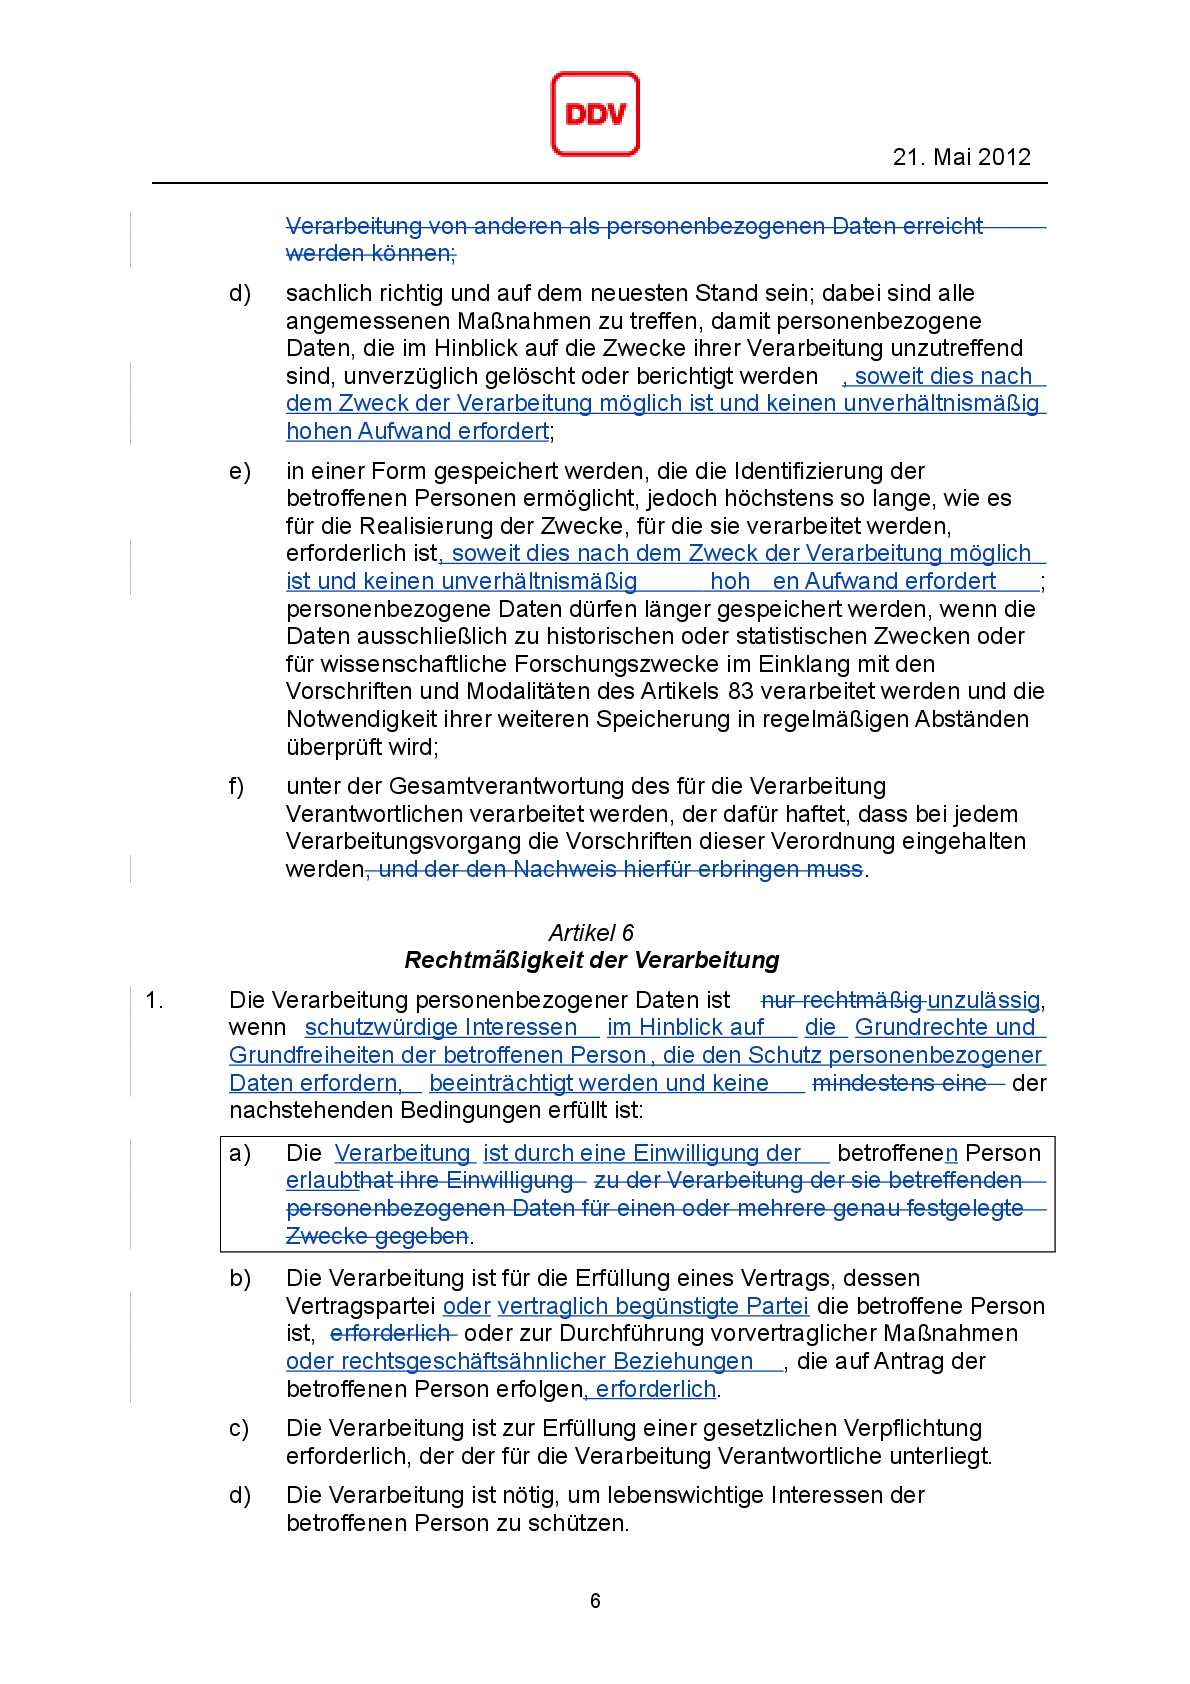 DDV
21. Mai 2012
Verarbeitung von anderen als personenbezogenen Daten erreicht
werden können;
d) sachlich richtig und auf dem neuesten Stand sein; dabei sind alle
angemessenen Maßnahmen zu treffen, damit personenbezogene
Daten, die im Hinblick auf die Zwecke ihrer Verarbeitung unzutreffend
sind, unverzüglich gelöscht oder berichtigt werden , soweit dies nach
dem Zweck der Verarbeitung möglich ist und keinen unverhältnismäßig
hohen Aufwand erfordert;
e) in einer Form gespeichert werden, die die Identifizierung der
betroffenen Personen ermöglicht, jedoch höchstens so lange, wie es
für die Realisierung der Zwecke, für die sie verarbeitet werden,
erforderlich ist, soweit dies nach dem Zweck der Verarbeitung möglich
ist und keinen unverhältnismäßig hoh en Aufwand erfordert ;
personenbezogene Daten dürfen länger gespeichert werden, wenn die
Daten ausschließlich zu historischen oder statistischen Zwecken oder
für wissenschaftliche Forschungszwecke im Einklang mit den
Vorschriften und Modalitäten des Artikels 83 verarbeitet werden und die
Notwendigkeit ihrer weiteren Speicherung in regelmäßigen Abständen
überprüft wird;
f) unter der Gesamtverantwortung des für die Verarbeitung
Verantwortlichen verarbeitet werden, der dafür haftet, dass bei jedem
Verarbeitungsvorgang die Vorschriften dieser Verordnung eingehalten
werden, und der den Nachweis hierfür erbringen muss.
Artikel 6
Rechtmäßigkeit der Verarbeitung
1. Die Verarbeitung personenbezogener Daten ist nur rechtmäßig unzulässig,
wenn schutzwürdige Interessen im Hinblick auf die Grundrechte und
Grundfreiheiten der betroffenen Person , die den Schutz personenbezogener
Daten erfordern, beeinträchtigt werden und keine mindestens eine der
nachstehenden Bedingungen erfüllt ist:
a) Die Verarbeitung ist durch eine Einwilligung der betroffenen Person
erlaubthat ihre Einwilligung zu der Verarbeitung der sie betreffenden
personenbezogenen Daten für einen oder mehrere genau festgelegte
Zwecke gegeben.
b) Die Verarbeitung ist für die Erfüllung eines Vertrags, dessen
Vertragspartei oder vertraglich begünstigte Partei die betroffene Person
ist, erforderlich oder zur Durchführung vorvertraglicher Maßnahmen
oder rechtsgeschäftsähnlicher Beziehungen , die auf Antrag der
betroffenen Person erfolgen, erforderlich.
c) Die Verarbeitung ist zur Erfüllung einer gesetzlichen Verpflichtung
erforderlich, der der für die Verarbeitung Verantwortliche unterliegt.
d) Die Verarbeitung ist nötig, um lebenswichtige Interessen der
betroffenen Person zu schützen.
6